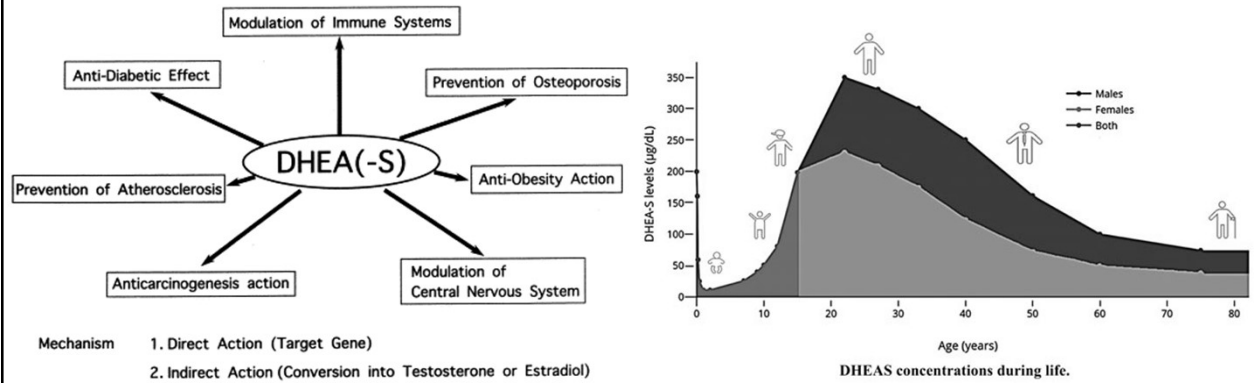 Modulation of Immune Systems
Anti-Diabetic Effect
Prevention of Osteoporosis
DHEA(-S)
Prevention of Atherosclerosis
Anti-Obesity Action
Anticarcinogenesis action
Modulation of
Central Nervous System
Mechanism 1. Direct Action (Target Gene)
2. Indirect Action (Conversion into Testosterone or Estradiol)
DHEA-S levels (µg/dL)
350
300
250
200
150
100
50
0
Males
Females
Both
0 10 20 30 40 50 60 70 80
Age (years)
DHEAS concentrations during life.